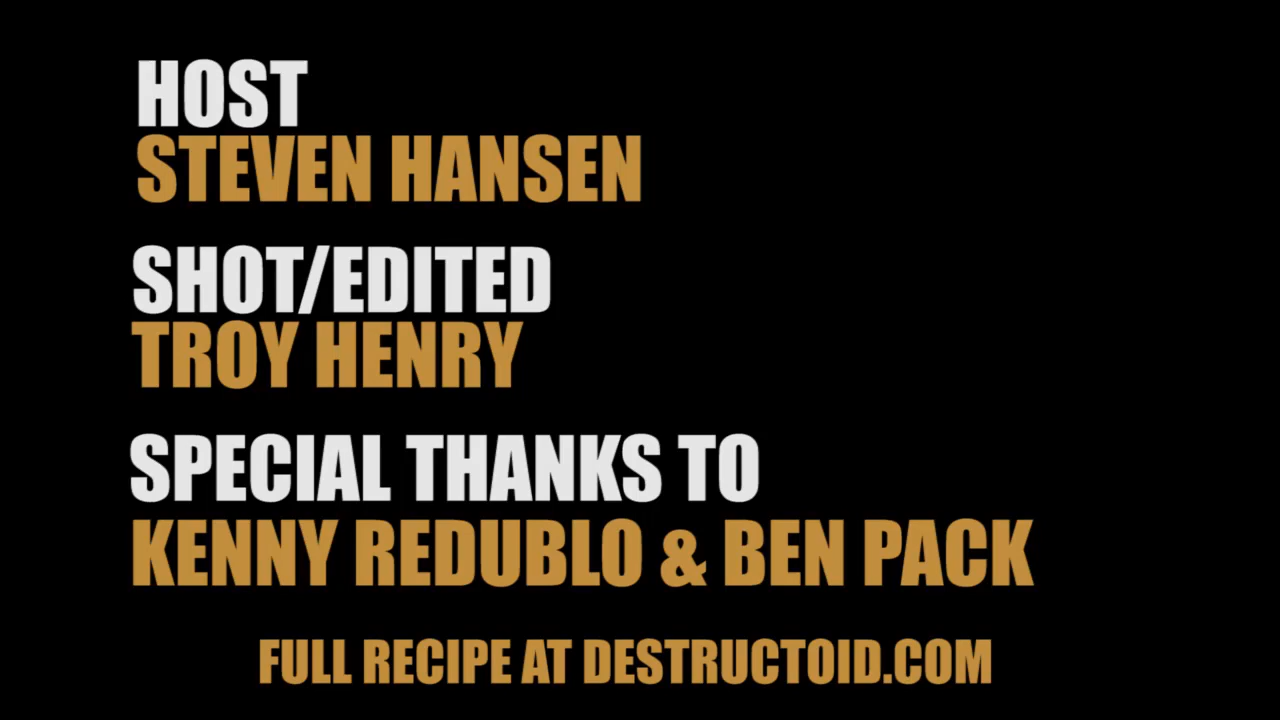 HOST
STEVEN HANSEN
SHOT/EDITED
TROY HENRY
SPECIAL THANKS TO
KENNY REDUBLO & BEN PACK
FULL RECIPE AT DESTRUCTOID.COM